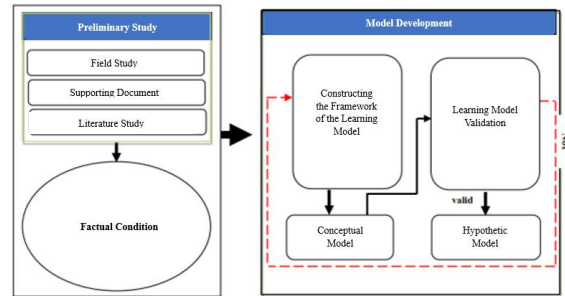 Preliminary Study
Field Study
Supporting Document
Literature Study
Factual Condition
Model Development
Constructing
the Framework
of the Learning
Model
Learning Model
Validation
valid
Conceptual
Model
Hypothetic
Model